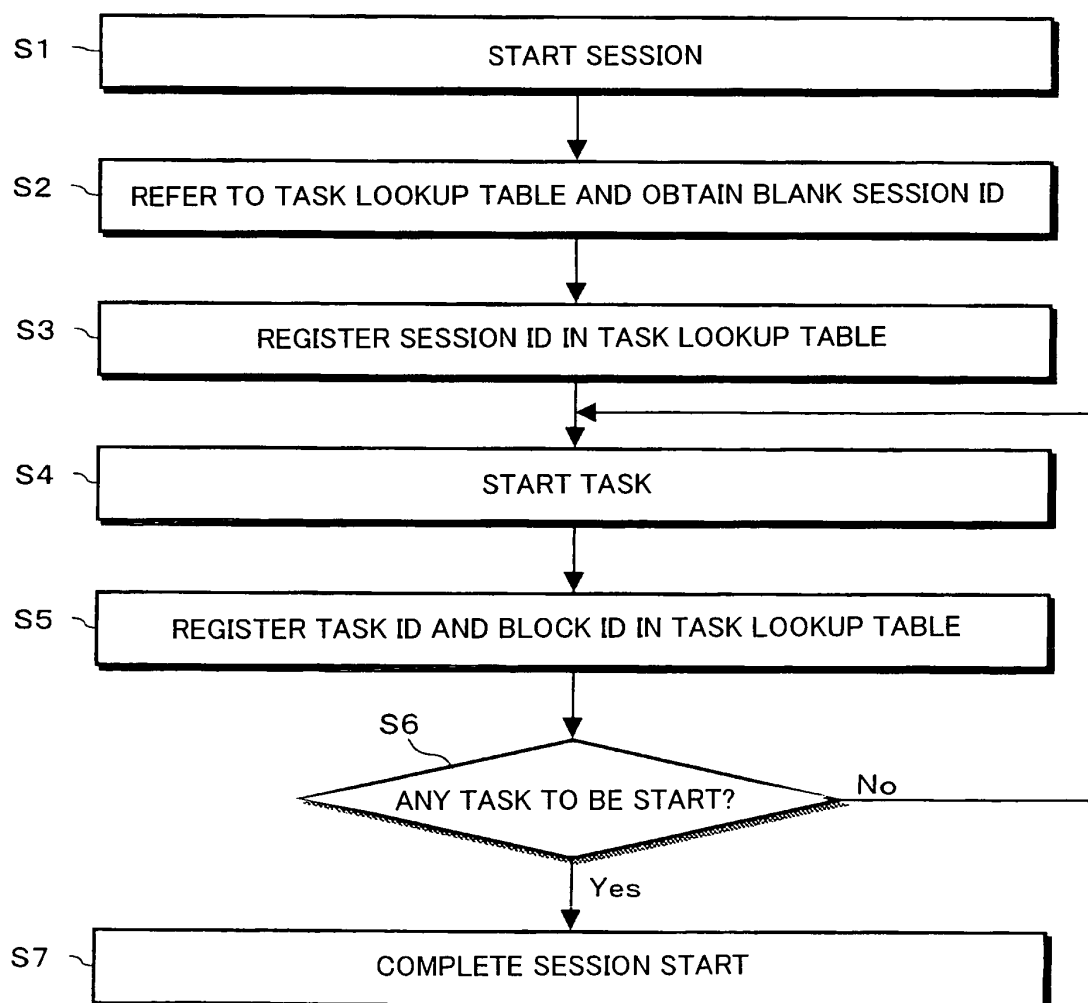 S1
START SESSION
S2
REFER TO TASK LOOKUP TABLE AND OBTAIN BLANK SESSION ID
S3
REGISTER SESSION ID IN TASK LOOKUP TABLE
S4
START TASK
S5
REGISTER TASK ID AND BLOCK ID IN TASK LOOKUP TABLE
S6
ANY TASK TO BE START?
No
Yes
S7
COMPLETE SESSION START